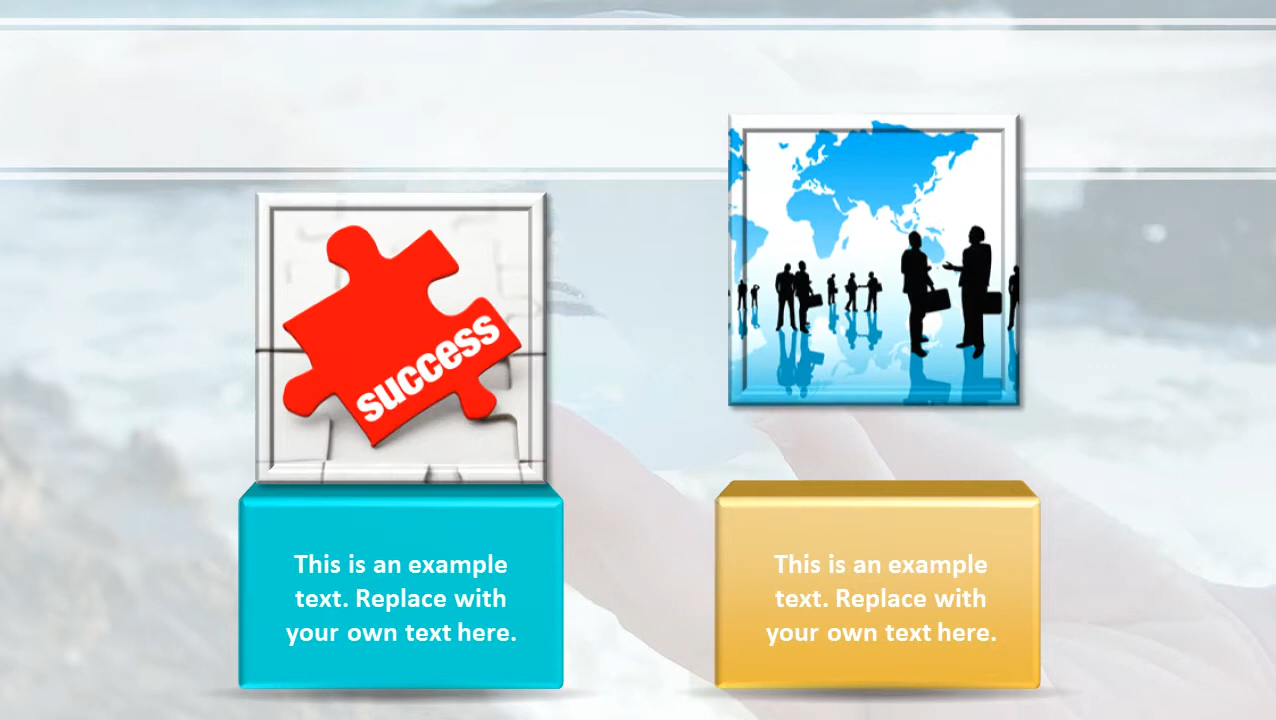 success
This is an example
text. Replace with
your own text here.
This is an example
text. Replace with
your own text here.